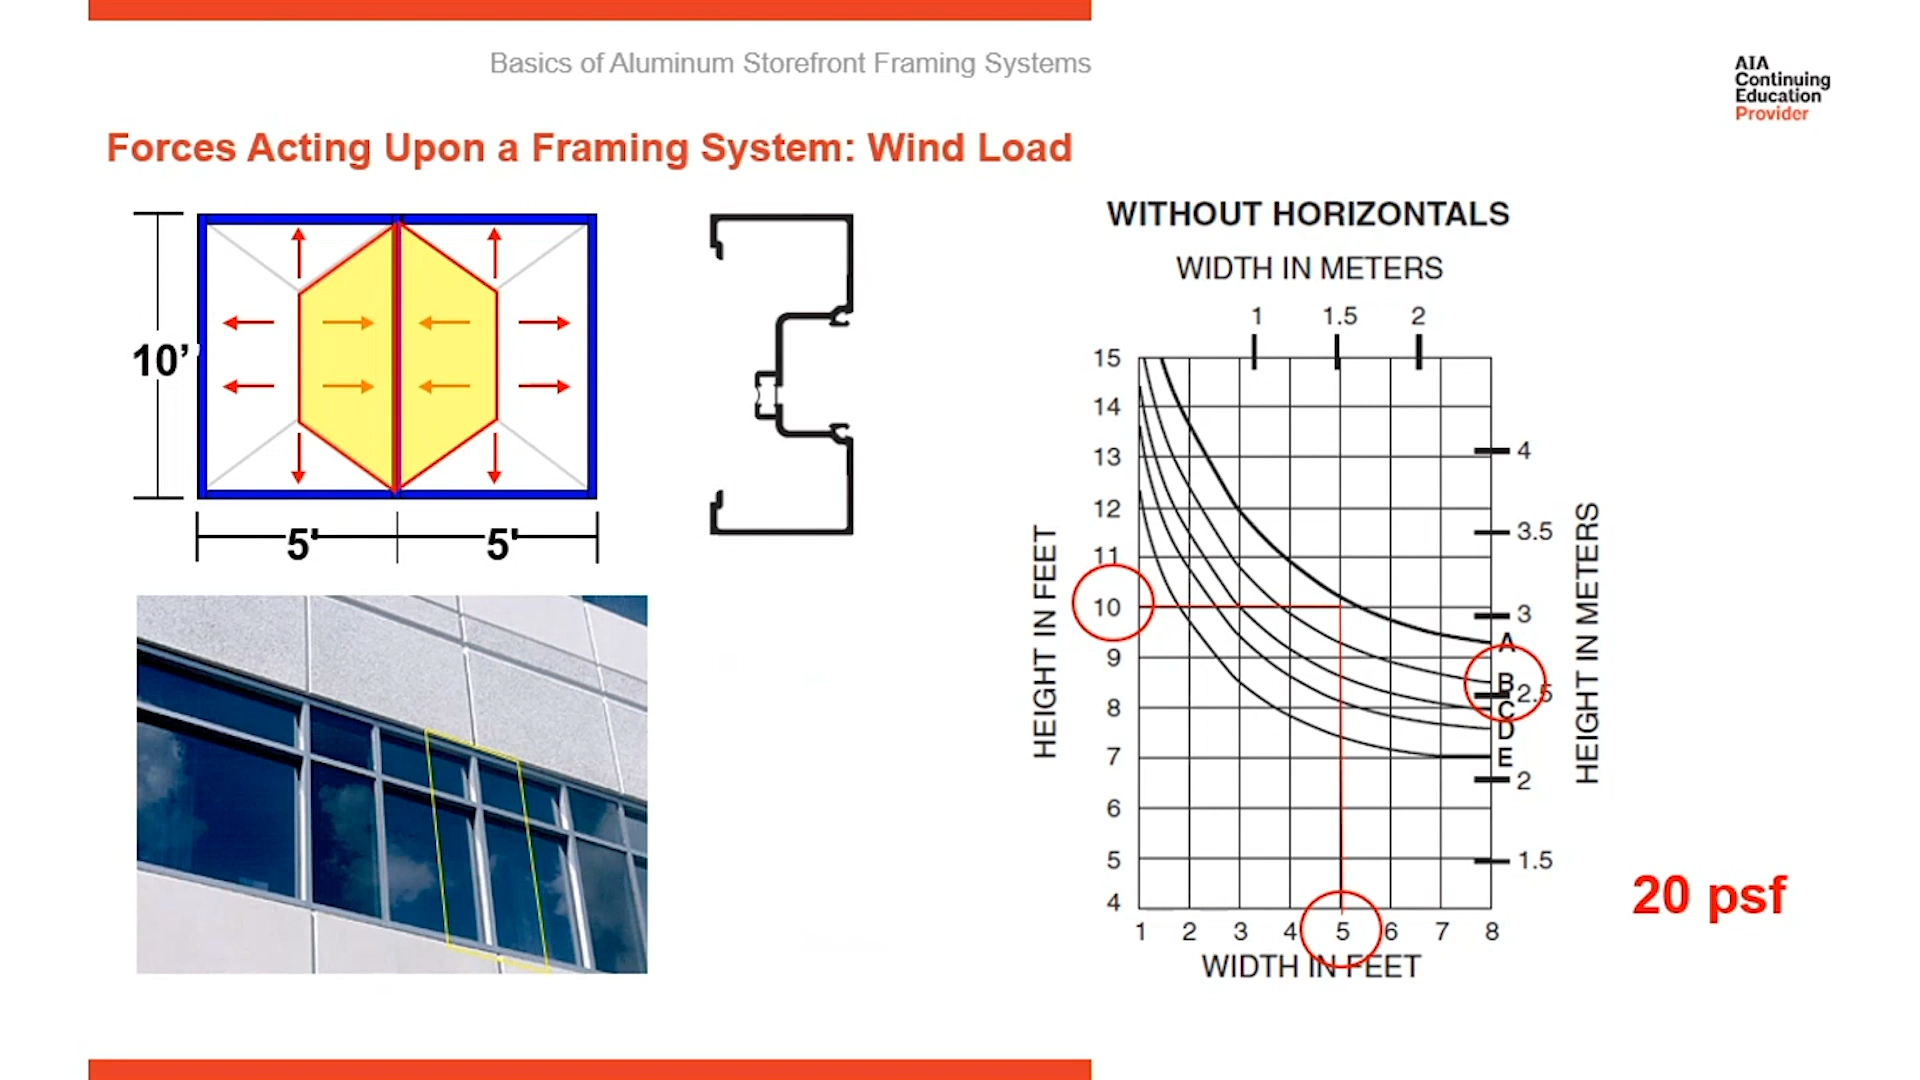 Basics of Aluminum Storefront Framing Systems
AIA
Continuing
Education
Provider
Forces Acting Upon a Framing System: Wind Load
10’
5'
5'
WITHOUT HORIZONTALS
WIDTH IN METERS
1 1.5 2
HEIGHT IN FEET
15
14
13
12
11
10
9
8
7
6
5
4
1 2 3 4 5 6 7 8
WIDTH IN FEET
A
B
C
D
E
4
3.5
3
2.5
2
1.5
HEIGHT IN METERS
20 psf